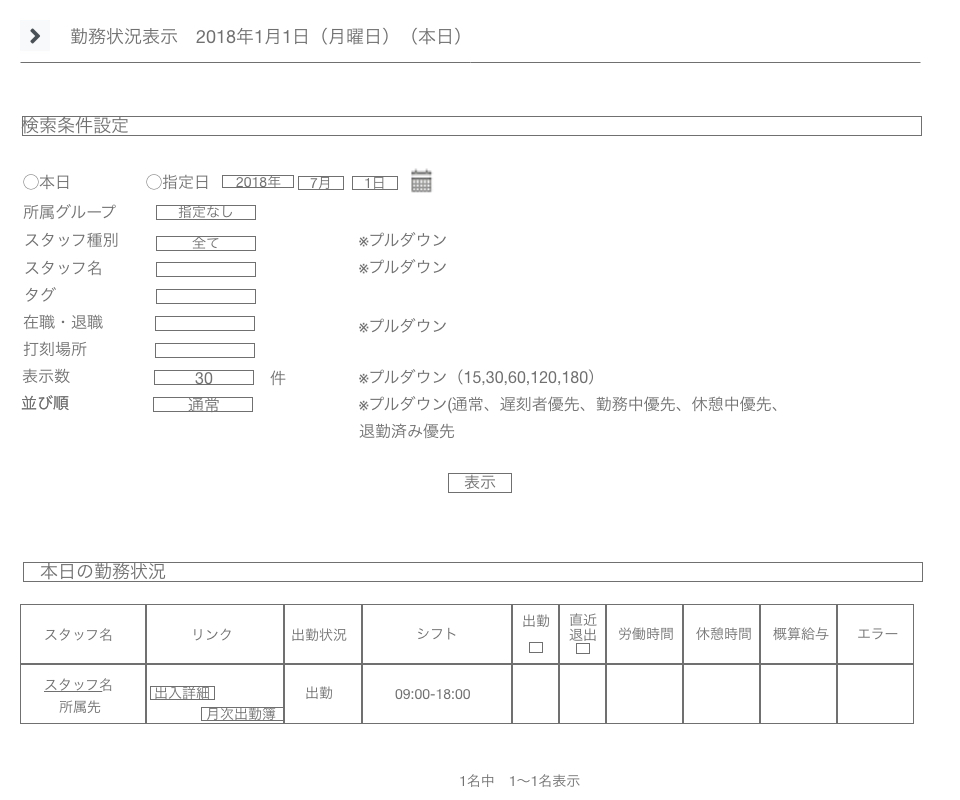 勤務状況表示　2018年1月1日（月曜日）（本日）
検索条件設定
○本日　○指定日　2018年　7月　1日
所属グループ　指定なし
スタッフ種別　全て　※プルダウン
スタッフ名　※プルダウン
タグ
在職・退職　※プルダウン
打刻場所
表示数　30　件　※プルダウン（15,30,60,120,180）
並び順　通常　※プルダウン(通常、遅刻者優先、勤務中優先、休憩中優先、
退勤済み優先
表示
本日の勤務状況
スタッフ名　リンク　出勤状況　シフト　出勤　直近退出　労働時間　休憩時間　概算給与　エラー
スタッフ名　出入詳細　出勤　09:00-18:00
所属先　月次出勤簿
1名中　1〜1名表示